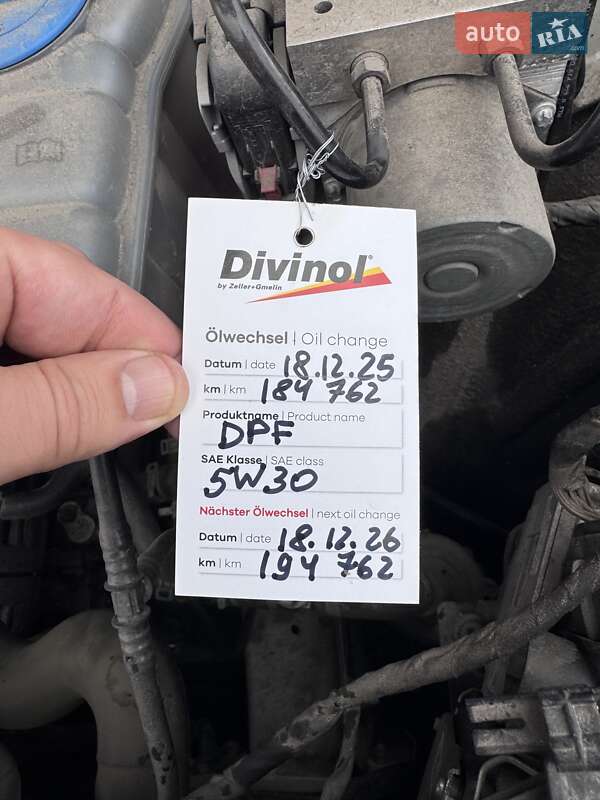 auto RIA
Divinol®
by Zeller+Gmelin
Ölwechsel | Oil change
Datum | date 18.12.25
km | km 184 762
Produktname | Product name
DPF
SAE Klasse | SAE class
5W30
Nächster Ölwechsel | next oil change
Datum | date 18.12.26
km | km 194 762